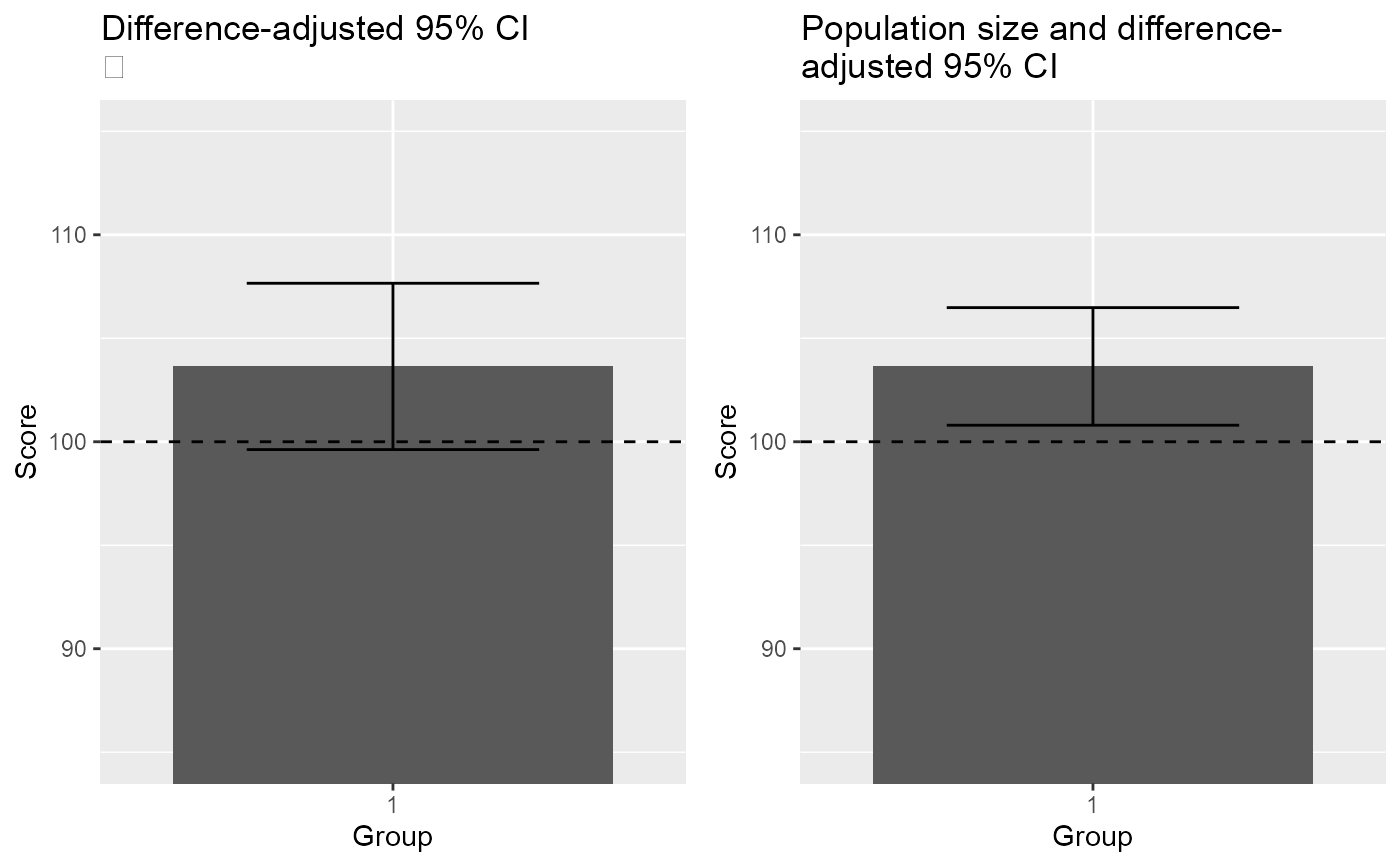 Difference-adjusted 95% CI
110
100
90
Score
1
Group
Population size and difference-
adjusted 95% CI
110
100
90
Score
1
Group